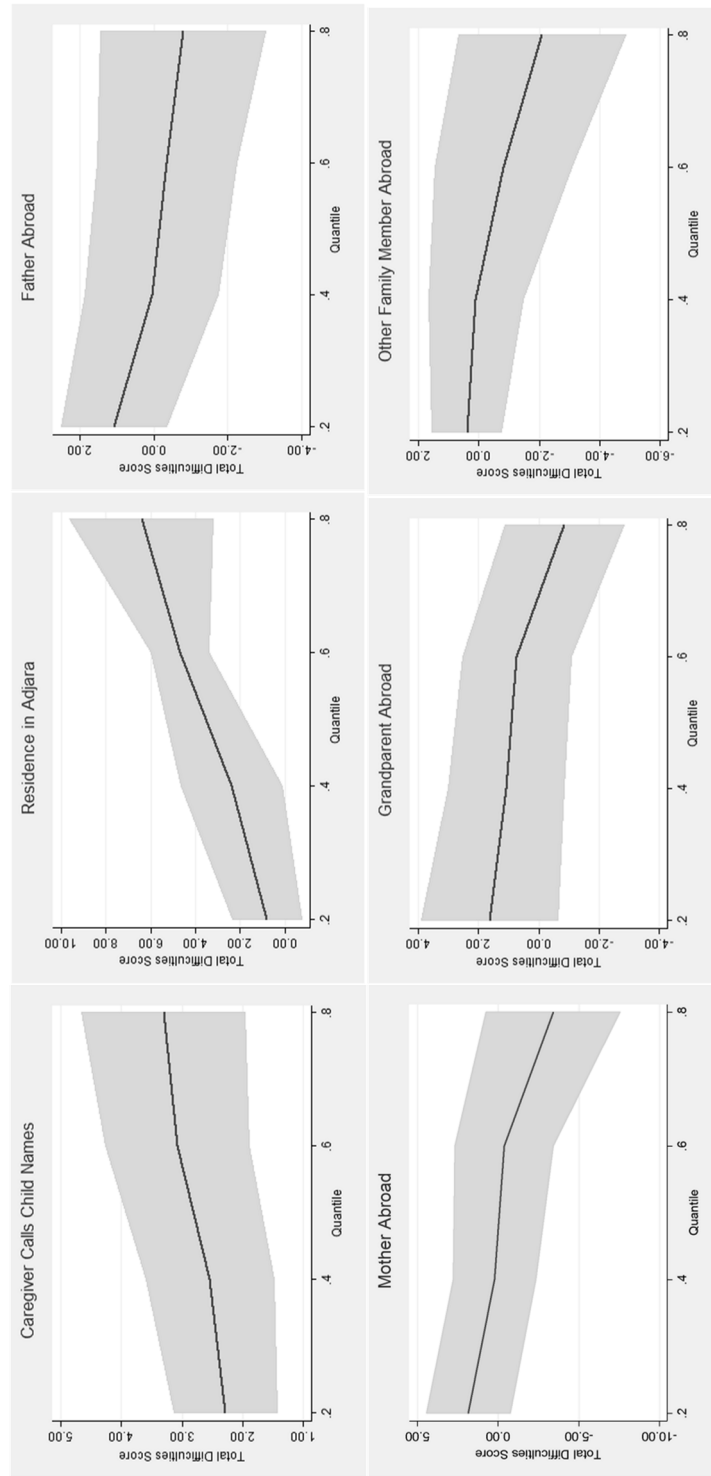 Caregiver Calls Child Names
Total Difficulties Score
5.00
4.00
3.00
2.00
1.00
.2
.4
.6
.8
Quantile
Residence in Adjara
Total Difficulties Score
10.00
8.00
6.00
4.00
2.00
0.00
.2
.4
.6
.8
Quantile
Father Abroad
Total Difficulties Score
2.00
0.00
-2.00
-4.00
.2
.4
.6
.8
Quantile
Mother Abroad
Total Difficulties Score
5.00
0.00
-5.00
-10.00
.2
.4
.6
.8
Quantile
Grandparent Abroad
Total Difficulties Score
4.00
2.00
0.00
-2.00
-4.00
.2
.4
.6
.8
Quantile
Other Family Member Abroad
Total Difficulties Score
2.00
0.00
-2.00
-4.00
-6.00
.2
.4
.6
.8
Quantile